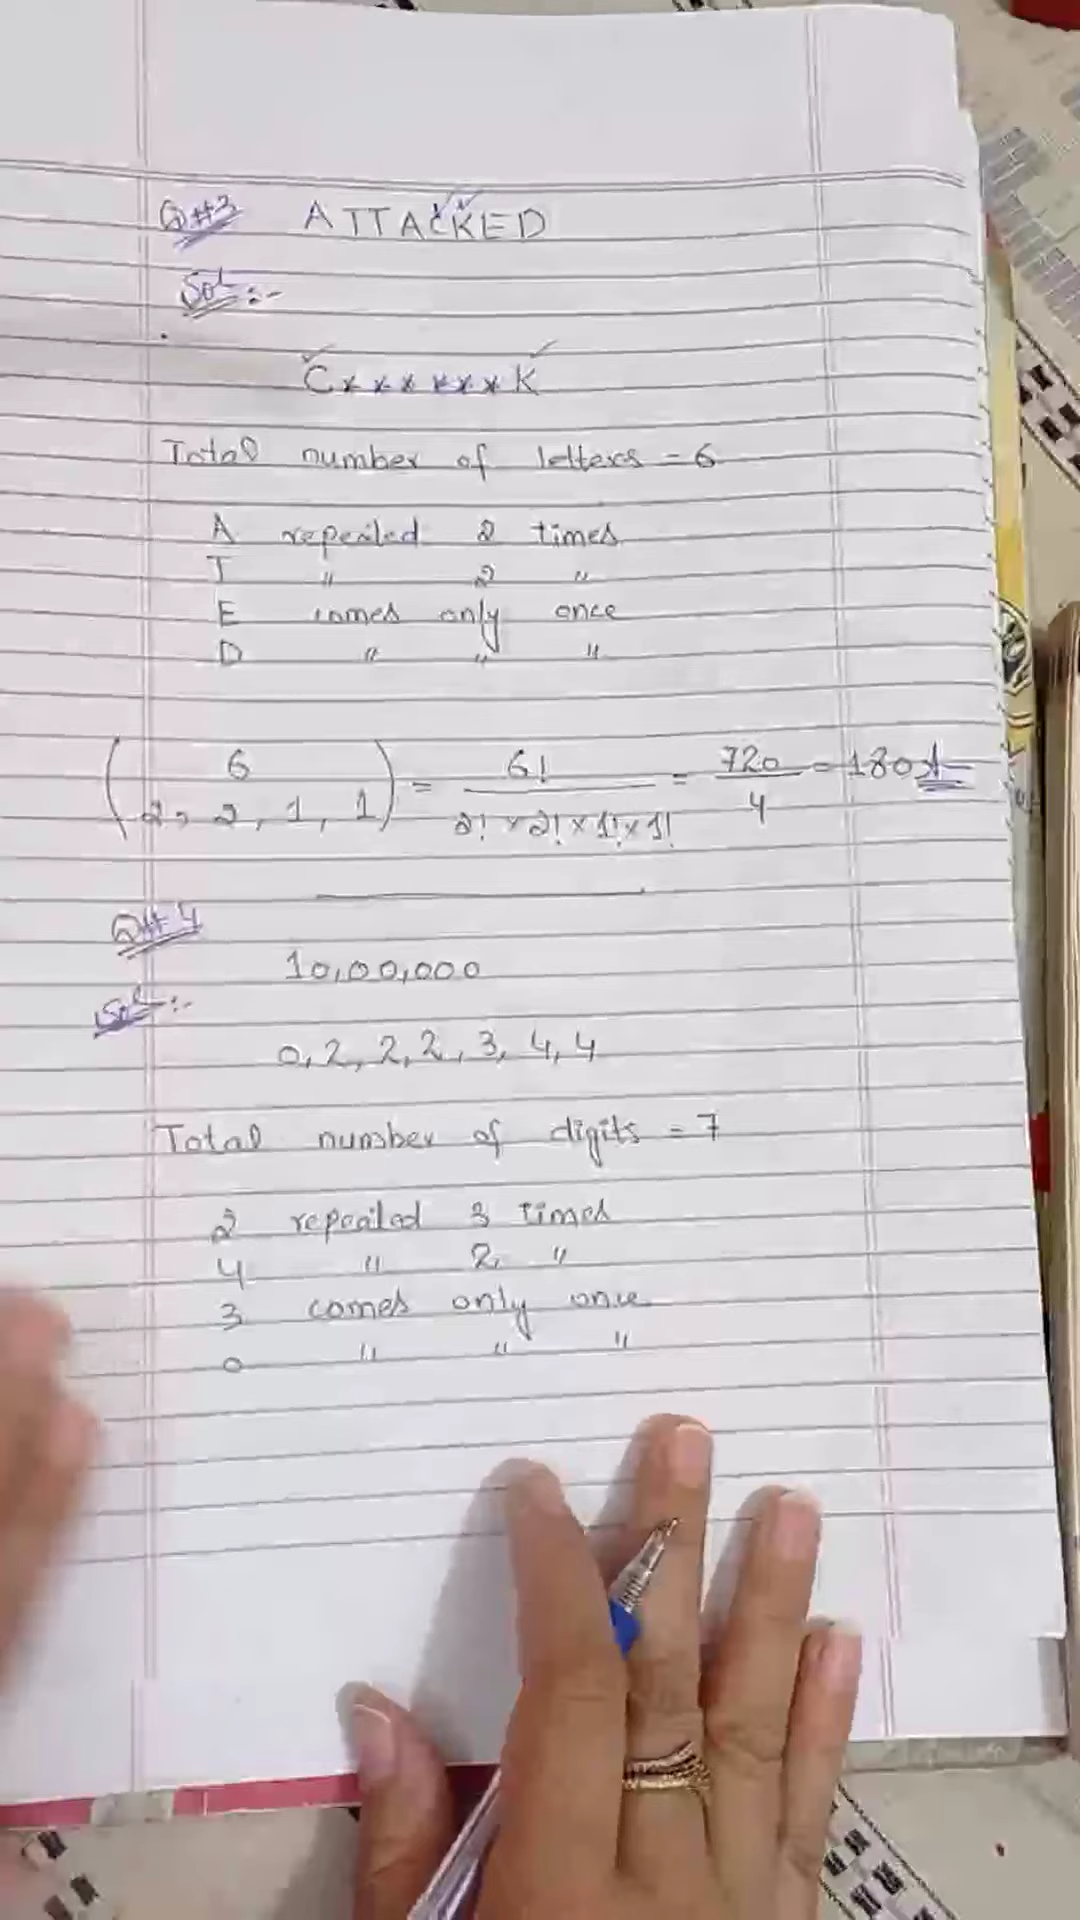 Q#3 ATTACKED
Sol:-
C x x x x x x K
Total number of letters = 6
A repeated 2 times
T " 2 "
E comes only once
D " " "
( 6
2, 2, 1, 1 ) = 6! / 2! x 2! x 1! x 1! = 720 / 4 = 180 A
Q#4
10,00,000
Sol:-
0, 2, 2, 2, 3, 4, 4
Total number of digits = 7
2 repeated 3 times
4 " 2 "
3 comes only once
0 " " "